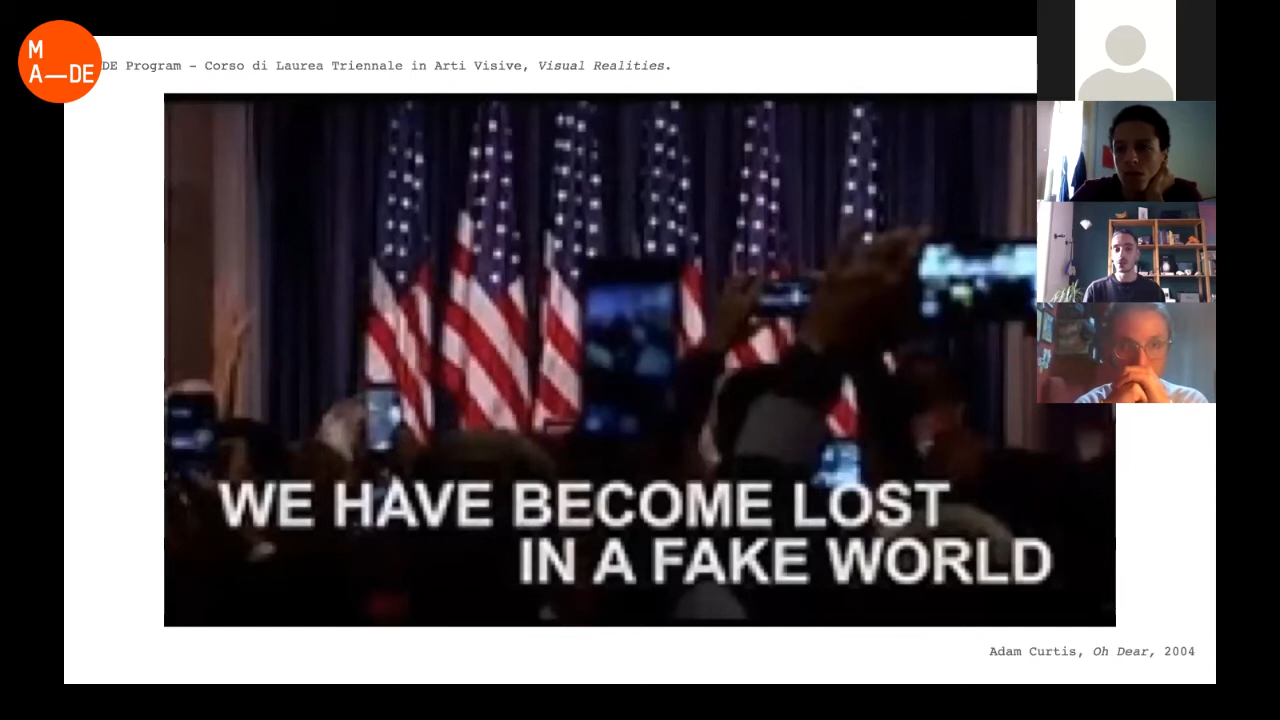 M
A—DE
DE Program - Corso di Laurea Triennale in Arti Visive, Visual Realities.
WE HAVE BECOME LOST
IN A FAKE WORLD
Adam Curtis, Oh Dear, 2004